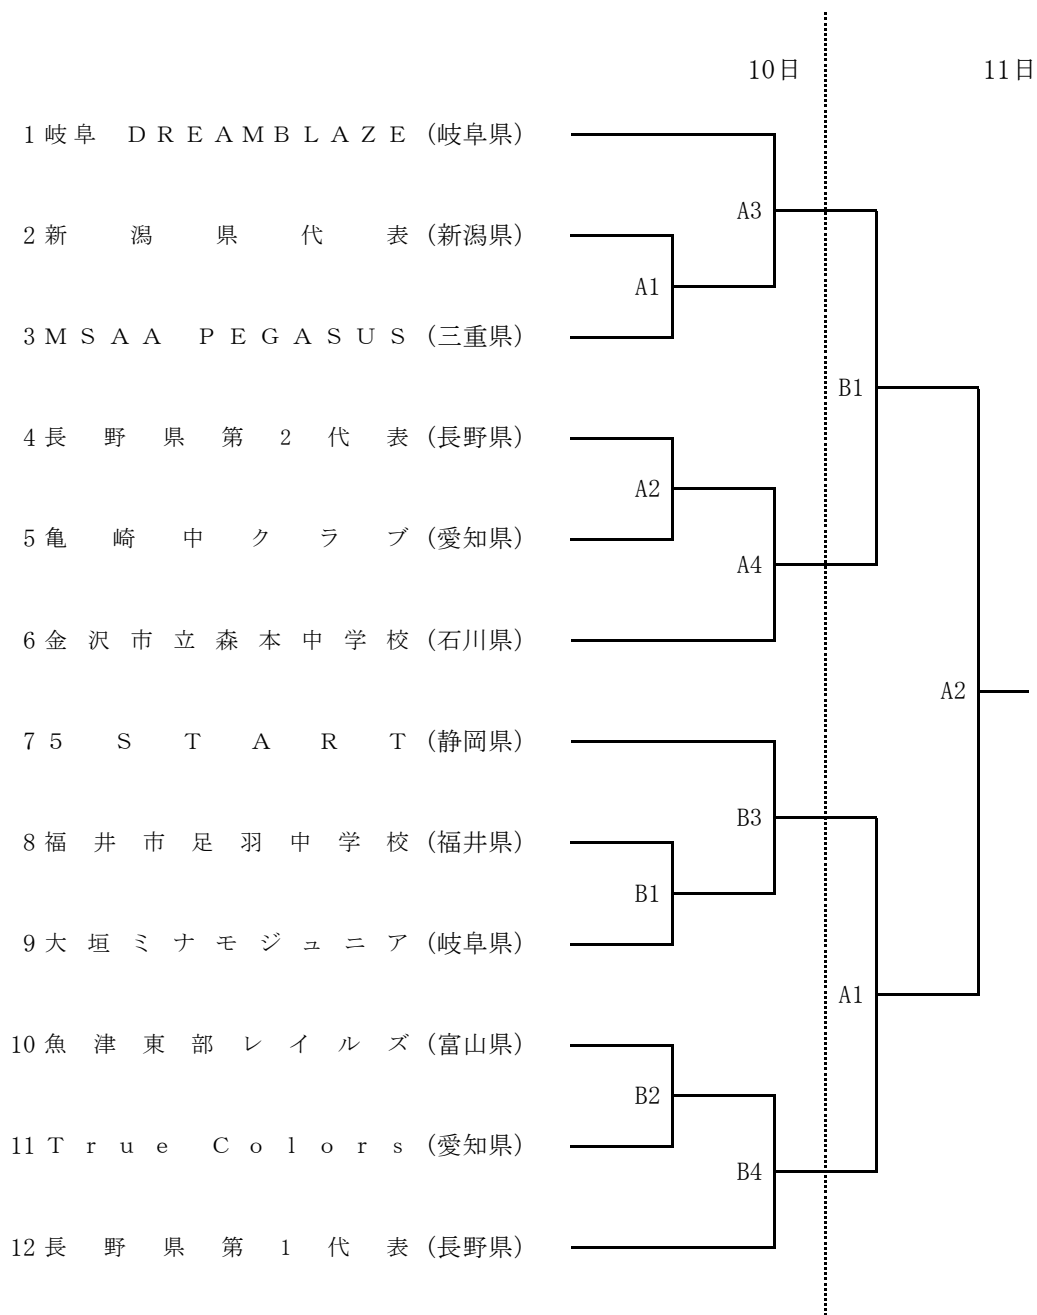 10日 11日
1 岐阜 DREAMBLAZE (岐阜県)
A3
2 新潟県代表 (新潟県)
A1
3 MSAA PEGASUS (三重県)
B1
4 長野県第2代表 (長野県)
A2
5 亀崎中クラブ (愛知県)
A4
6 金沢市立森本中学校 (石川県)
A2
7 5START (静岡県)
B3
8 福井市足羽中学校 (福井県)
B1
9 大垣ミナモジュニア (岐阜県)
A1
10 魚津東部レイルズ (富山県)
B2
11 True Colors (愛知県)
B4
12 長野県第1代表 (長野県)